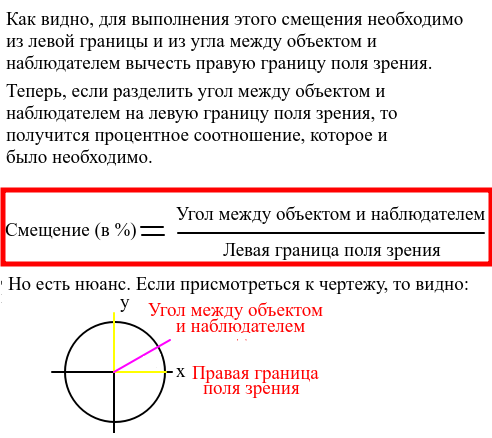 Как видно, для выполнения этого смещения необходимо
из левой границы и из угла между объектом и
наблюдателем вычесть правую границу поля зрения.
Теперь, если разделить угол между объектом и
наблюдателем на левую границу поля зрения, то
получится процентное соотношение, которое и
было необходимо.
Смещение (в %) =
Угол между объектом и наблюдателем
Левая граница поля зрения
Но есть нюанс. Если присмотреться к чертежу, то видно:
y
Угол между объектом
и наблюдателем
x
Правая граница
поля зрения